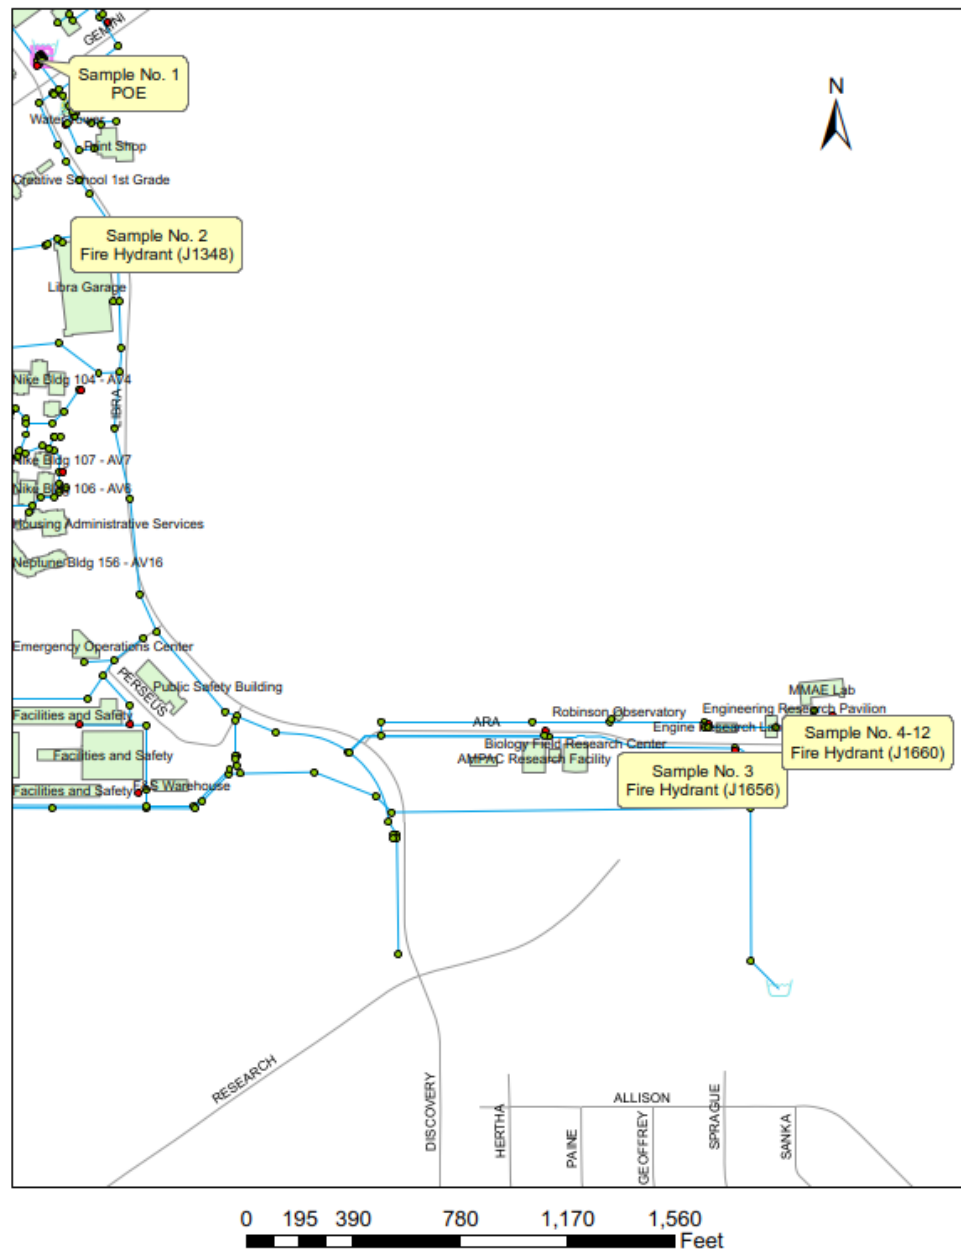 GEMINI
Sample No. 1
POE
N
Water Tower
Print Shop
Creative School 1st Grade
Sample No. 2
Fire Hydrant (J1348)
Libra Garage
Nike Bldg 104 - AV4
LIBRA
Nike Bldg 107 - AV7
Nike Bldg 106 - AV6
Housing Administrative Services
Neptune Bldg 156 - AV16
Emergency Operations Center
PERSEUS
Public Safety Building
MMAE Lab
Facilities and Safety
ARA
Robinson Observatory
Engineering Research Pavilion
Engine Research Lab
Sample No. 4-12
Fire Hydrant (J1660)
Biology Field Research Center
Facilities and Safety
AMPAC Research Facility
Sample No. 3
Fire Hydrant (J1656)
Facilities and Safety
F&S Warehouse
RESEARCH
DISCOVERY
HERTHA
PAINE
GEOFFREY
ALLISON
SPRAGUE
SANKA
0 195 390 780 1,170 1,560
Feet